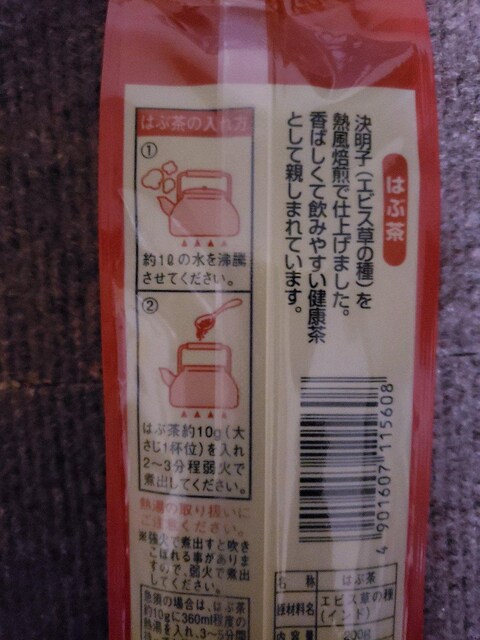 はぶ茶
決明子(エビス草の種)を
熱風焙煎で仕上げました。
香ばしくて飲みやすい健康茶
として親しまれています。
はぶ茶の入れ方
①
約1ℓの水を沸騰
させてください。
②
はぶ茶約10g(大
さじ1杯位)を入れ
2〜3分程弱火で
煮出してください。
熱湯の取り扱いに
ご注意ください。
※強火で煮出すと吹き
こぼれる事がありま
すので、弱火で煮出
してください。
急須の場合は、はぶ茶
約10gに360ml程度の
熱湯を入れ、3〜5分間
4 901607 115608
名 称 はぶ茶
原材料名 エビス草の種
(インド)
内容量 00g